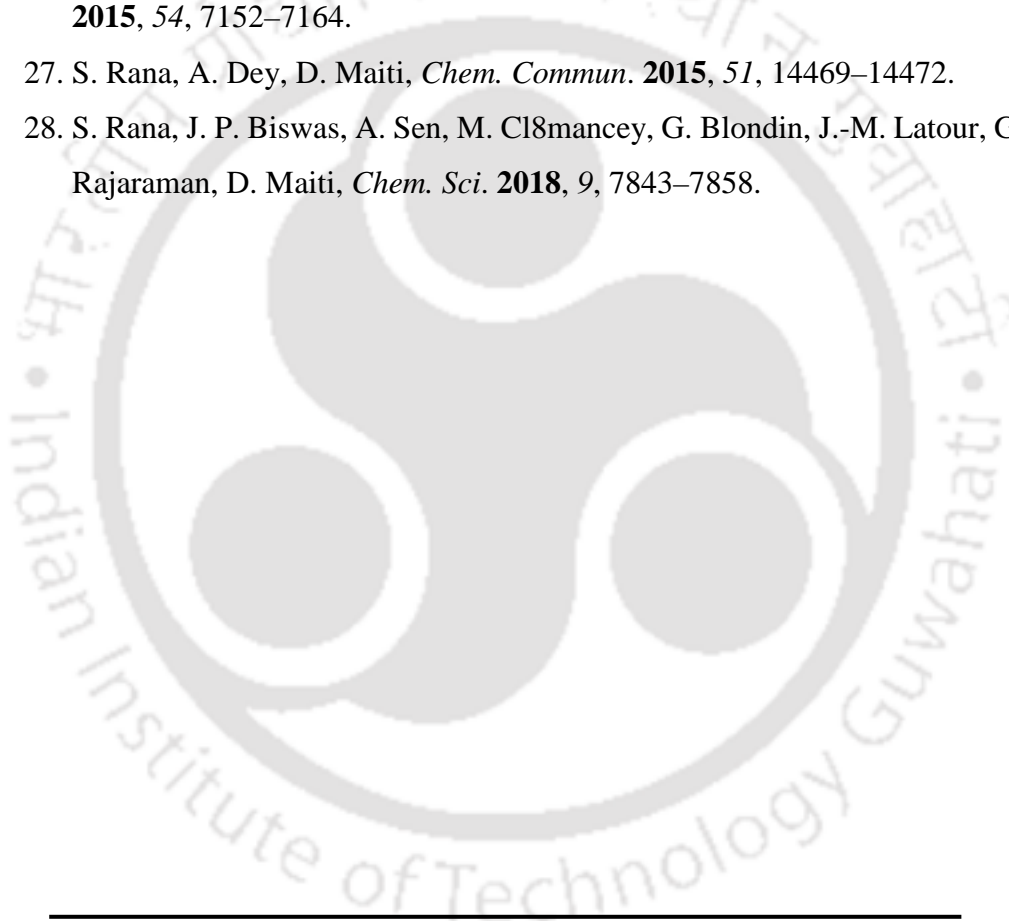 2015, 54, 7152–7164.
27. S. Rana, A. Dey, D. Maiti, Chem. Commun. 2015, 51, 14469–14472.
28. S. Rana, J. P. Biswas, A. Sen, M. Cl8mancey, G. Blondin, J.-M. Latour, G
Rajaraman, D. Maiti, Chem. Sci. 2018, 9, 7843–7858.
Indian Institute of Technology Guwahati